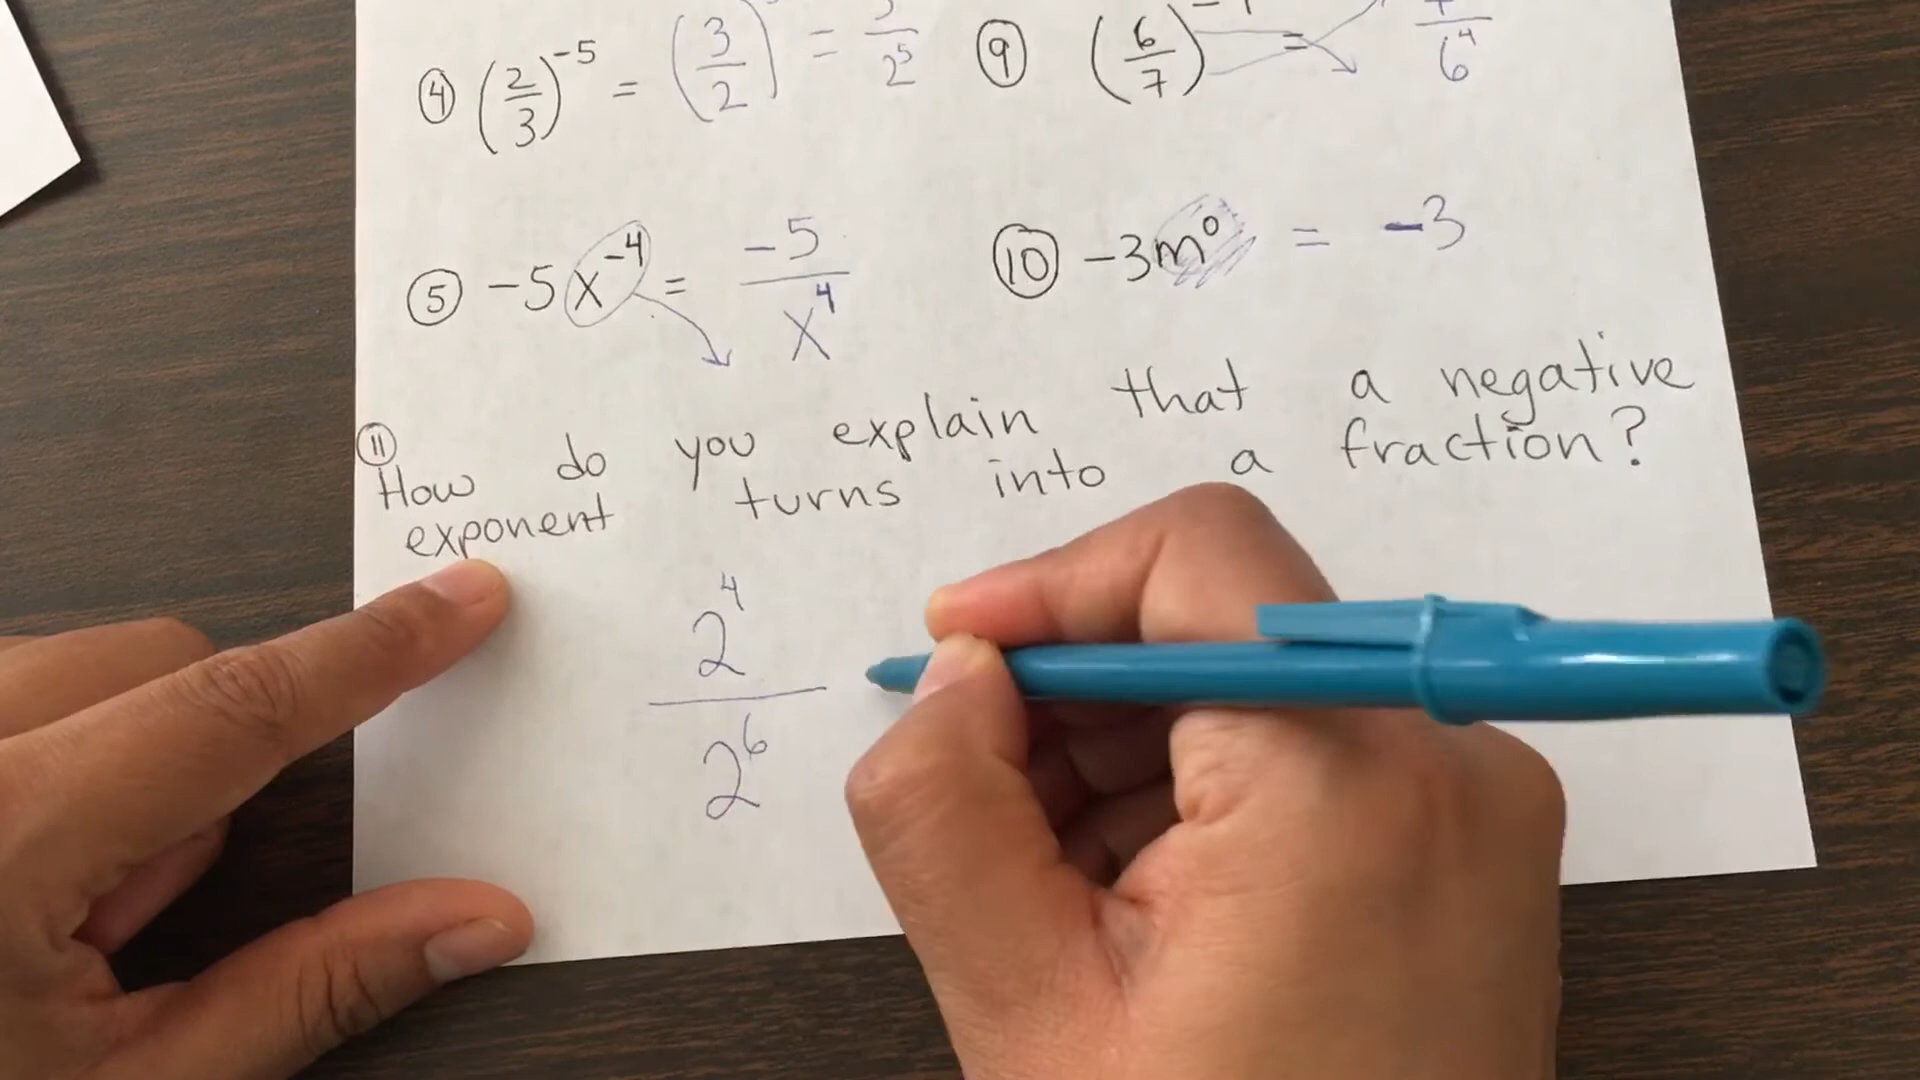 ④ (2/3)^-5 = (3/2) = 3/2^5
⑨ (6/7) = /6^4
⑤ -5x^-4 = -5/x^4
⑩ -3m^0 = -3
⑪ How do you explain that a negative
exponent turns into a fraction?
2^4
2^6